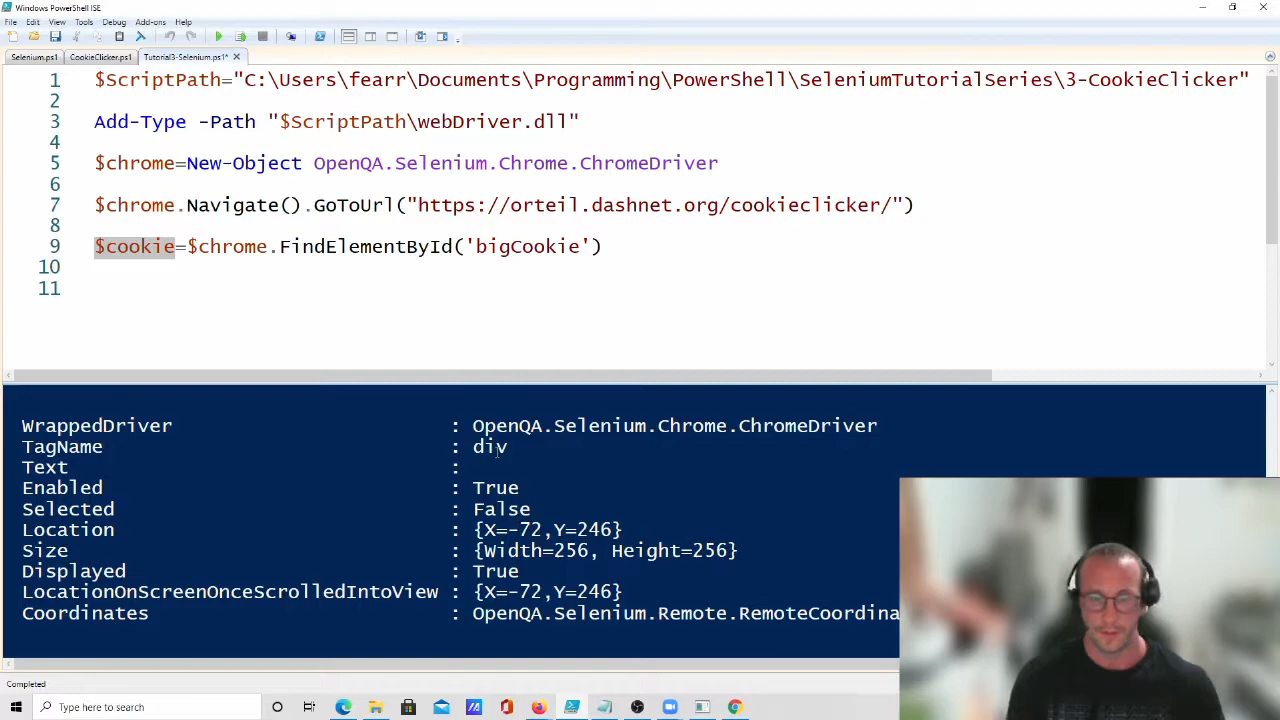 Windows PowerShell ISE
File Edit View Tools Debug Add-ons Help
Selenium.ps1 CookieClicker.ps1 Tutorial3-Selenium.ps1*
1 $ScriptPath="C:\Users\fearr\Documents\Programming\PowerShell\SeleniumTutorialSeries\3-CookieClicker"
2
3 Add-Type -Path "$ScriptPath\webDriver.dll"
4
5 $chrome=New-Object OpenQA.Selenium.Chrome.ChromeDriver
6
7 $chrome.Navigate().GoToUrl("https://orteil.dashnet.org/cookieclicker/")
8
9 $cookie=$chrome.FindElementById('bigCookie')
10
11
WrappedDriver : OpenQA.Selenium.Chrome.ChromeDriver
TagName : div
Text :
Enabled : True
Selected : False
Location : {X=-72,Y=246}
Size : {Width=256, Height=256}
Displayed : True
LocationOnScreenOnceScrolledIntoView : {X=-72,Y=246}
Coordinates : OpenQA.Selenium.Remote.RemoteCoordina
Completed
Type here to search